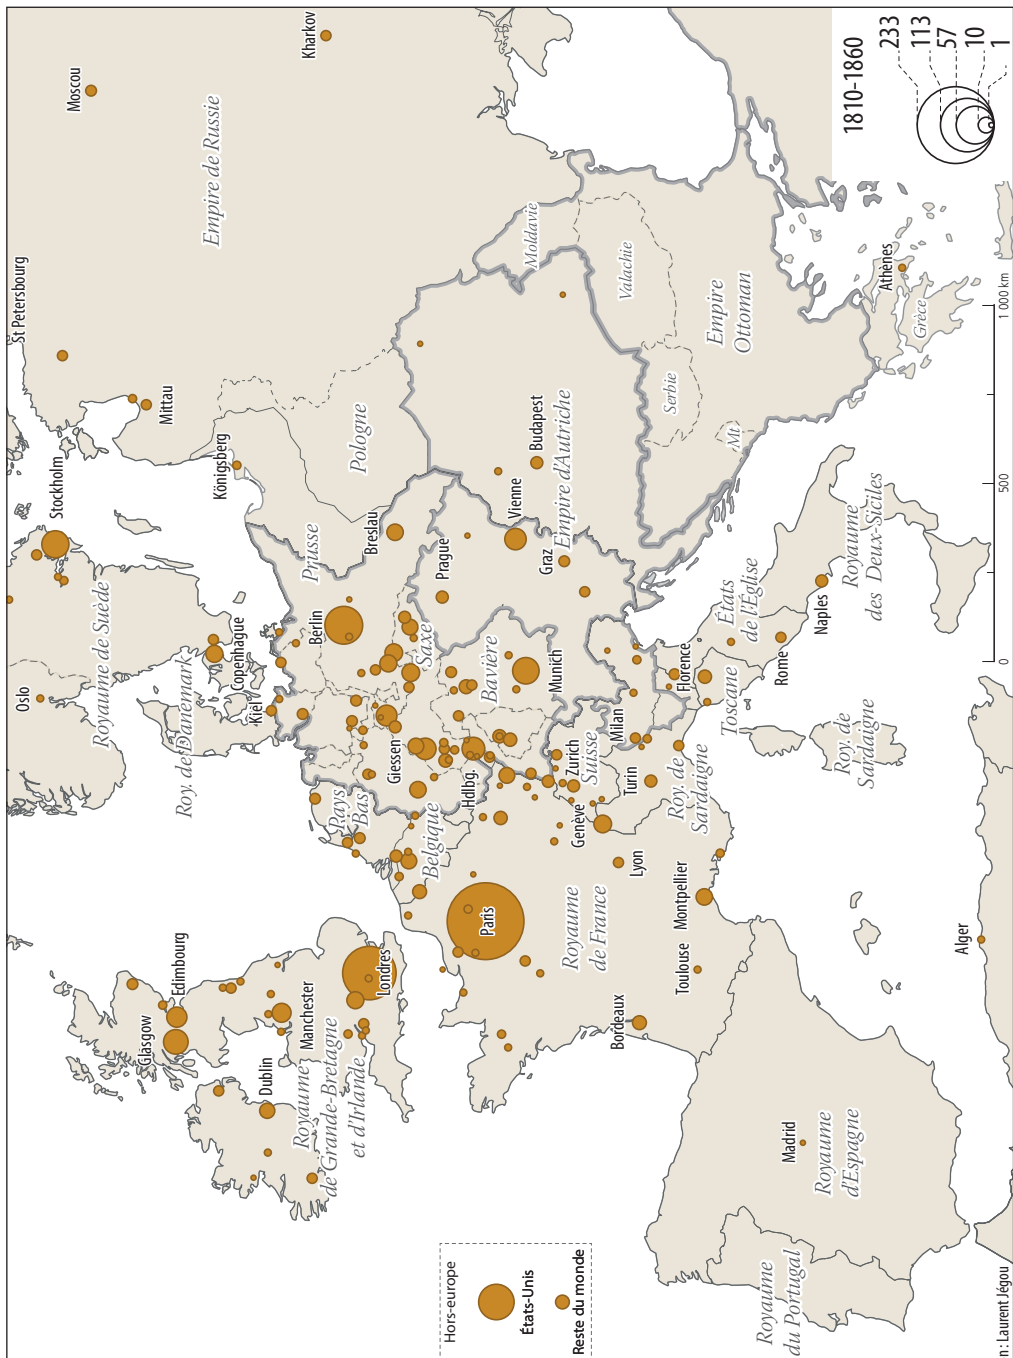 1810-1860
233
113
57
10
1
Moscou
Kharkov
St Petersbourg
Empire de Russie
Mittau
Stockholm
Königsberg
Pologne
Moldavie
Valachie
Empire
Ottoman
Serbie
Mt
Athènes
Grèce
Oslo
Royaume de Suède
Copenhague
Roy. de Danemark
Kiel
Prusse
Berlin
Breslau
Prague
Saxe
Vienne
Budapest
Empire d'Autriche
Graz
Bavière
Munich
Giessen
Hdlbg.
Pays
Bas
Belgique
Zurich
Suisse
Genève
Milan
Turin
Florence
Toscane
États
de l'Église
Rome
Naples
Royaume
des Deux-Siciles
Roy. de
Sardaigne
Roy. de
Sardaigne
Glasgow
Edimbourg
Manchester
Dublin
Londres
Royaume
de Grande-Bretagne
et d'Irlande
Paris
Royaume
de France
Lyon
Montpellier
Toulouse
Bordeaux
Madrid
Royaume
d'Espagne
Royaume
du Portugal
Alger
0
500
1 000 km
Hors-europe
États-Unis
Reste du monde
n : Laurent Jégou